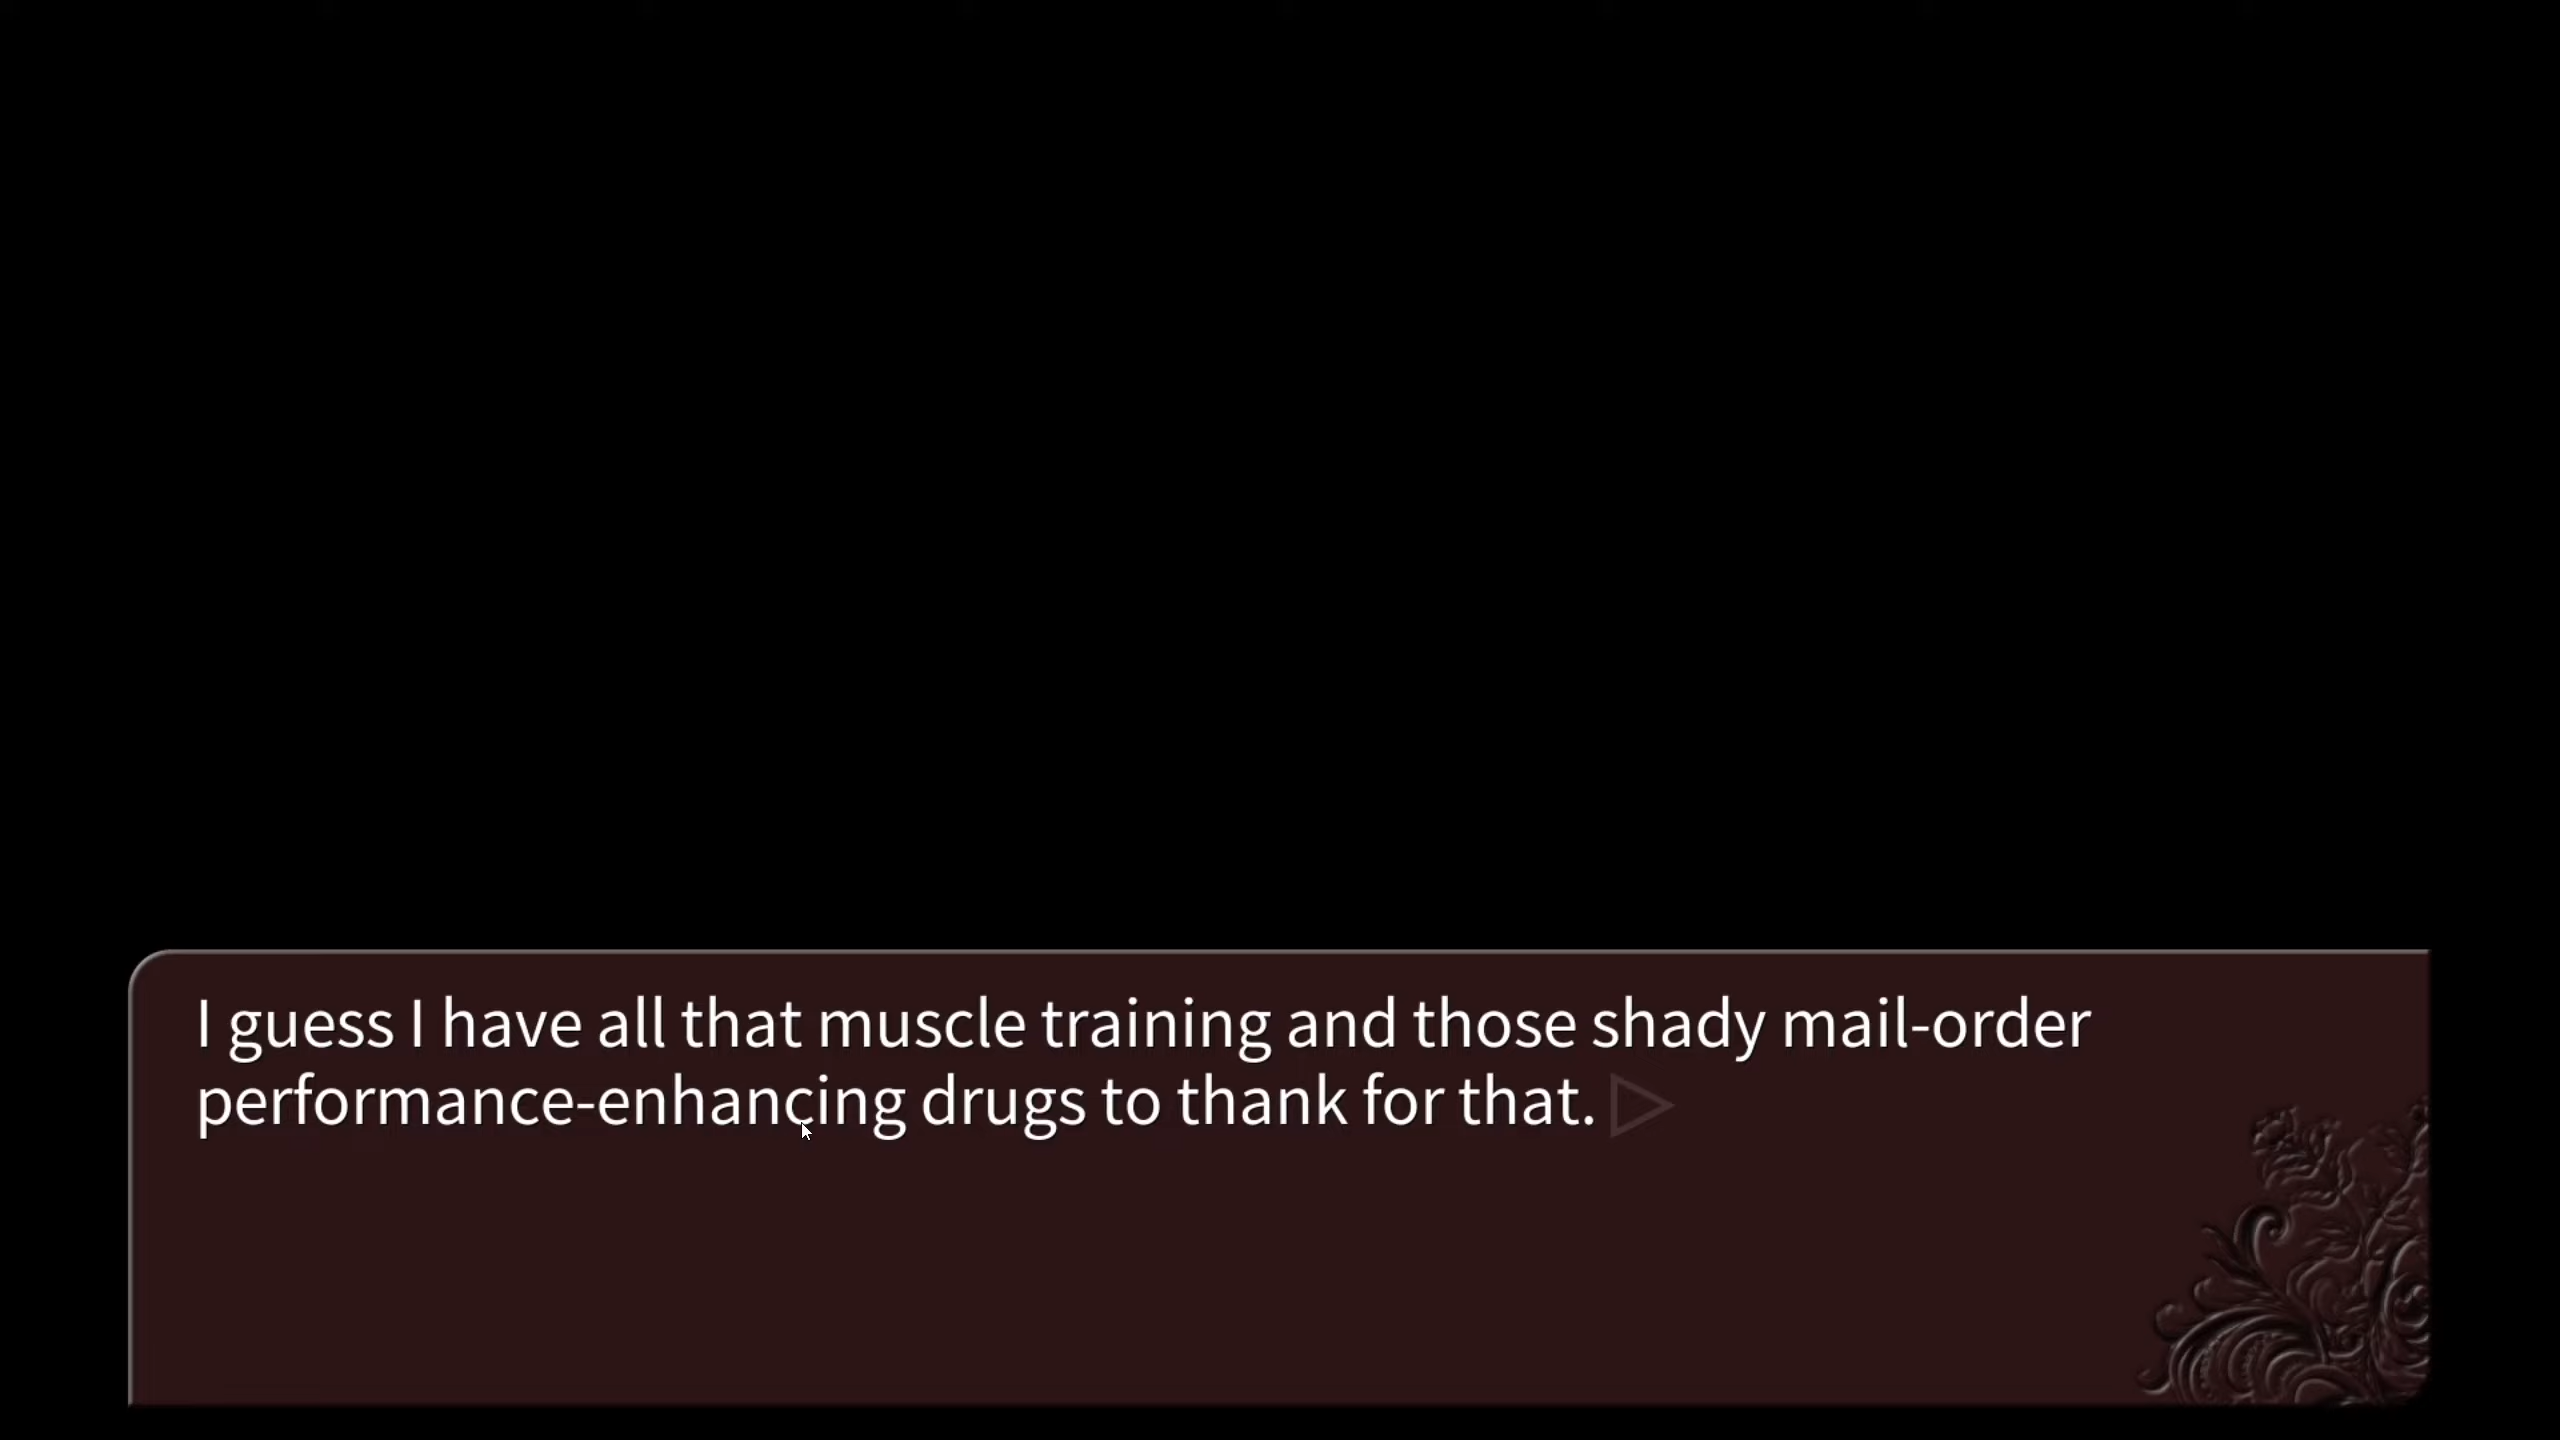 I guess I have all that muscle training and those shady mail-order
performance-enhancing drugs to thank for that.